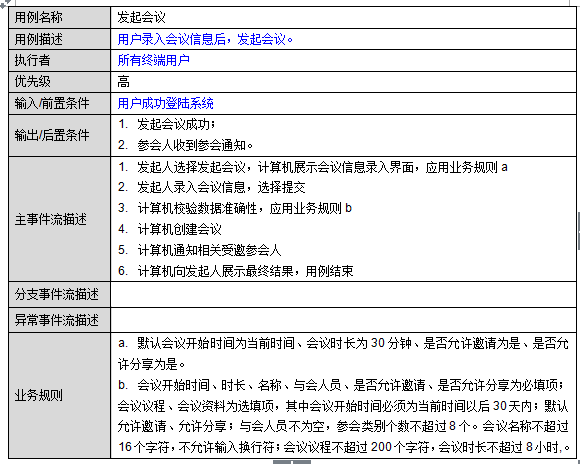 用例名称 发起会议
用例描述 用户录入会议信息后，发起会议。
执行者 所有终端用户
优先级 高
输入/前置条件 用户成功登陆系统
输出/后置条件
1. 发起会议成功；
2. 参会人收到参会通知。
主事件流描述
1. 发起人选择发起会议，计算机展示会议信息录入界面，应用业务规则 a
2. 发起人录入会议信息，选择提交
3. 计算机校验数据准确性，应用业务规则 b
4. 计算机创建会议
5. 计算机通知相关受邀参会人
6. 计算机向发起人展示最终结果，用例结束
分支事件流描述
异常事件流描述
业务规则
a. 默认会议开始时间为当前时间、会议时长为 30 分钟、是否允许邀请为是、是否允
许分享为是。
b. 会议开始时间、时长、名称、与会人员、是否允许邀请、是否允许分享为必填项；
会议议程、会议资料为选填项，其中会议开始时间必须为当前时间以后 30 天内；默认
允许邀请、允许分享；与会人员不为空，参会类别个数不超过 8 个。会议名称不超过
16 个字符，不允许输入换行符；会议议程不超过 200 个字符，会议时长不超过 8 小时,。